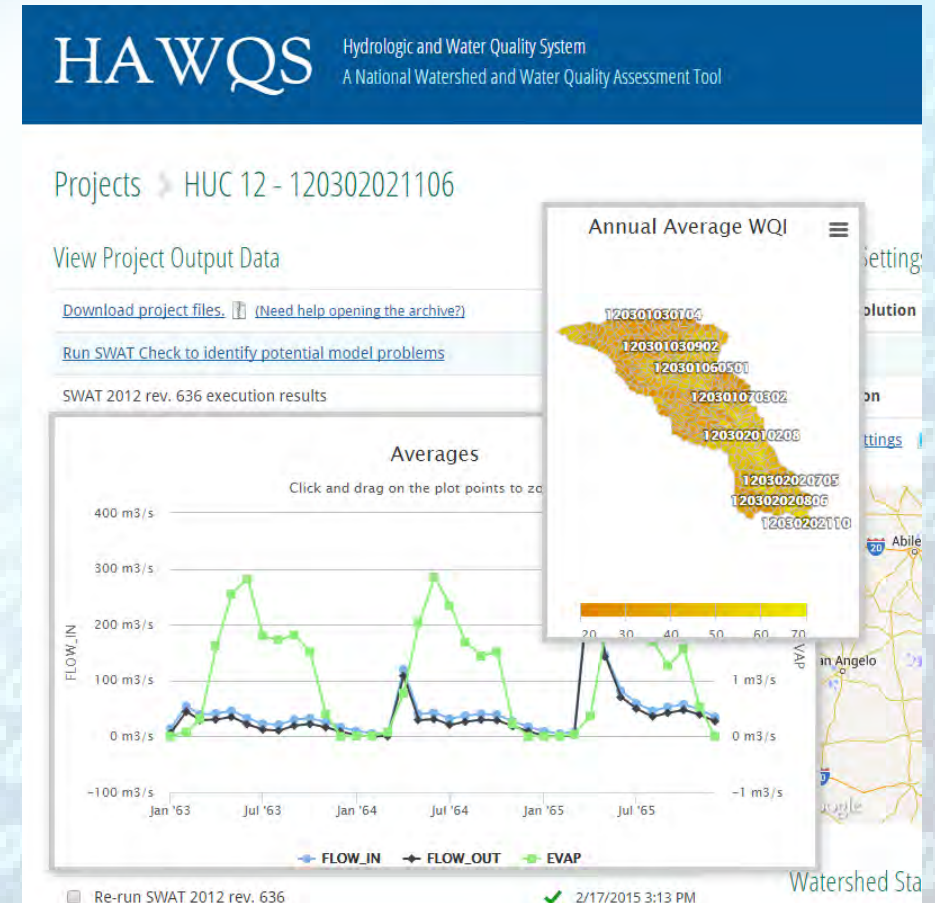 HAWQS
Hydrologic and Water Quality System
A National Watershed and Water Quality Assessment Tool
Projects HUC 12 - 120302021106
View Project Output Data
Download project files. (Need help opening the archive?)
Run SWAT Check to identify potential model problems
SWAT 2012 rev. 636 execution results
Annual Average WQI
120301030104
120301030902
120301060501
120301070302
120302010208
120302020705
120302020806
12030202110
20 30 40 50 60 70
Setting
olution
on
ttings
Averages
Click and drag on the plot points to zo
400 m3/s
300 m3/s
200 m3/s
100 m3/s
0 m3/s
-100 m3/s
FLOW_IN
VAP
1 m3/s
0 m3/s
-1 m3/s
Jan '63 Jul '63 Jan '64 Jul '64 Jan '65 Jul '65
FLOW_IN FLOW_OUT EVAP
20
Abile
an Angelo
oogle
Re-run SWAT 2012 rev. 636
2/17/2015 3:13 PM
Watershed Sta